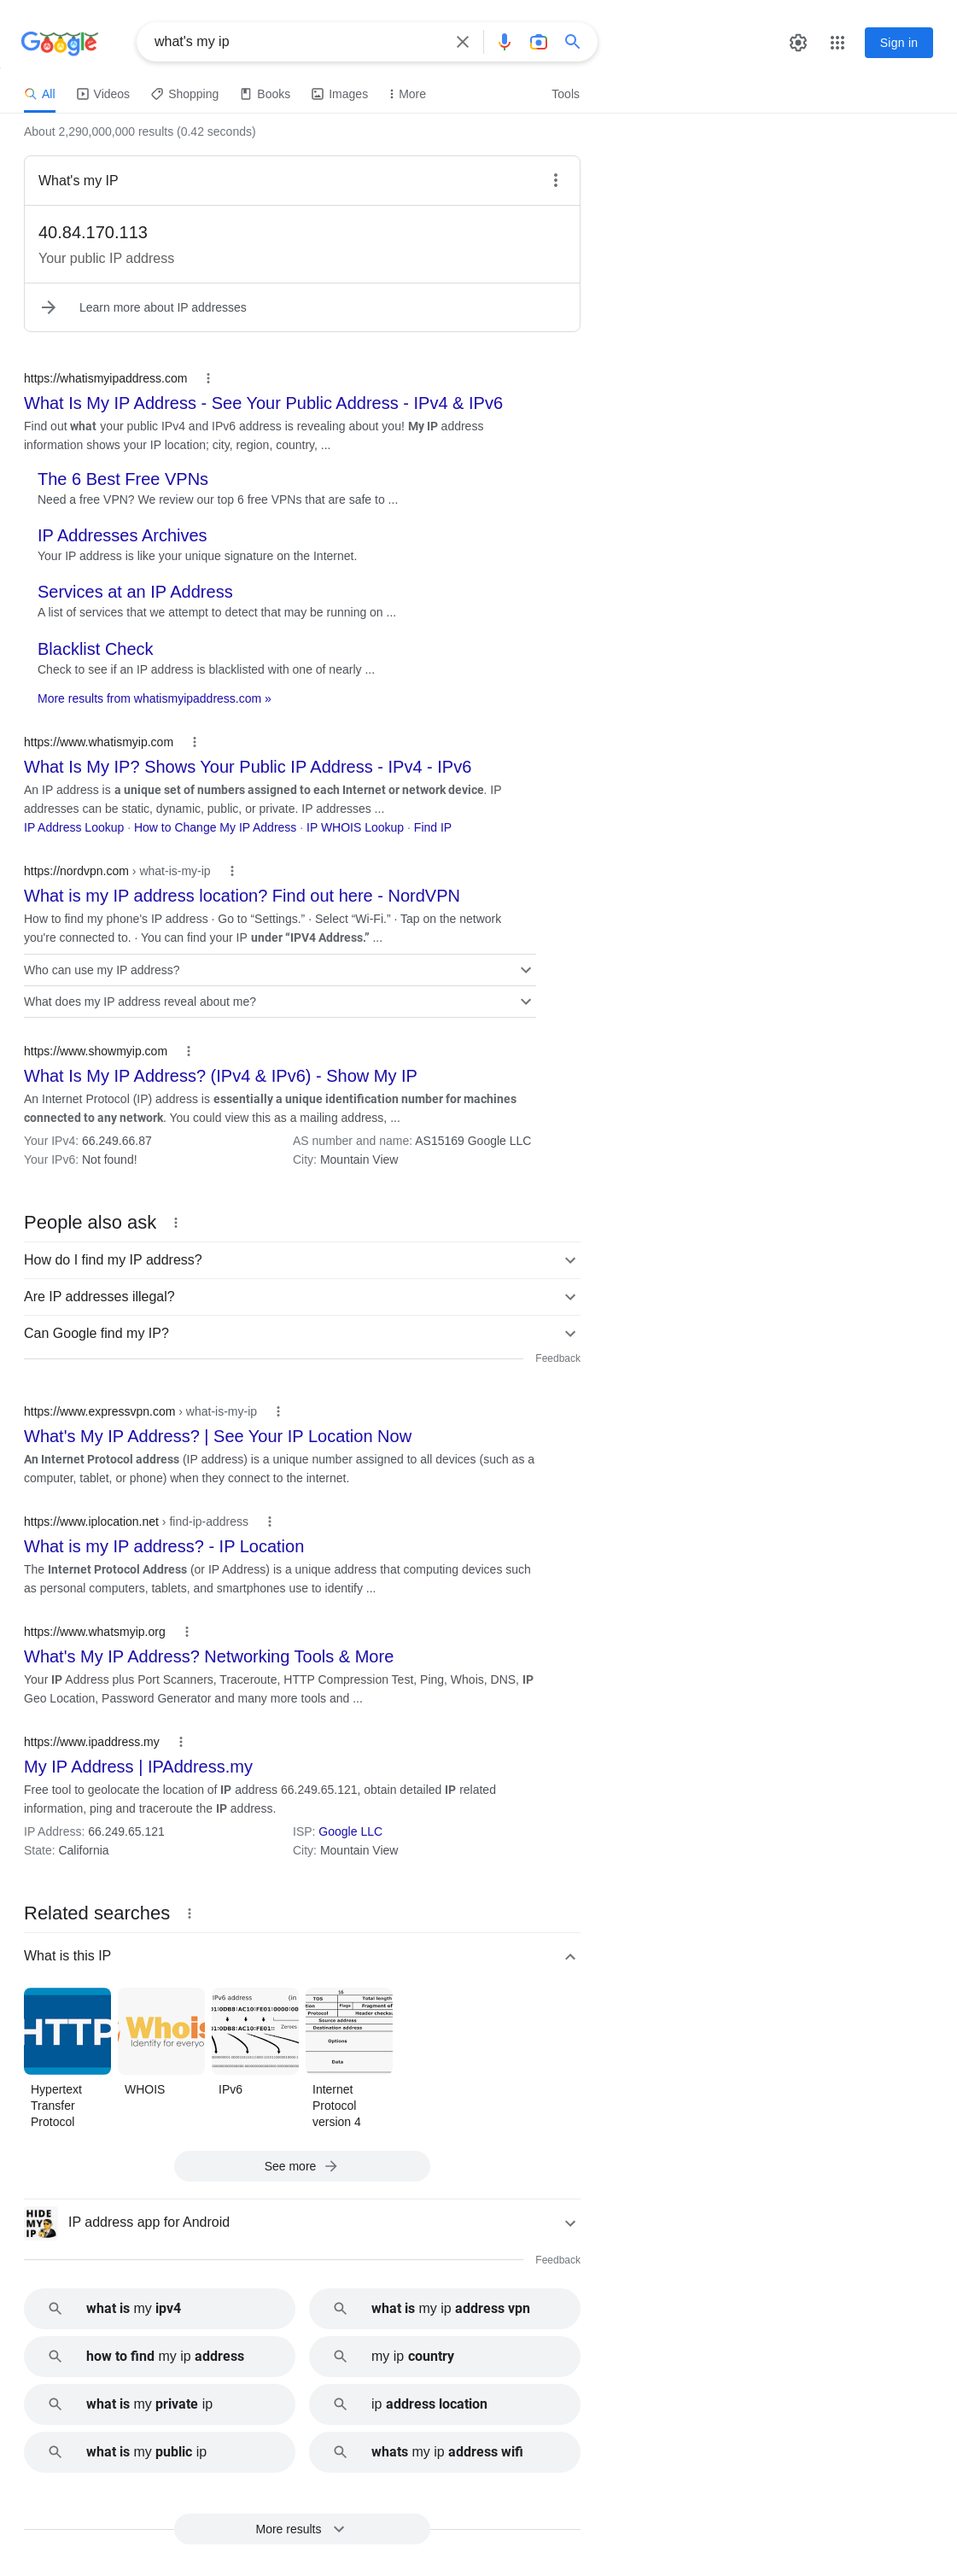 Google
what's my ip
Sign in
All
Videos
Shopping
Books
Images
More
Tools
About 2,290,000,000 results (0.42 seconds)
What's my IP
40.84.170.113
Your public IP address
Learn more about IP addresses
https://whatismyipaddress.com
What Is My IP Address - See Your Public Address - IPv4 & IPv6
Find out what your public IPv4 and IPv6 address is revealing about you! My IP address
information shows your IP location; city, region, country, ...
The 6 Best Free VPNs
Need a free VPN? We review our top 6 free VPNs that are safe to ...
IP Addresses Archives
Your IP address is like your unique signature on the Internet.
Services at an IP Address
A list of services that we attempt to detect that may be running on ...
Blacklist Check
Check to see if an IP address is blacklisted with one of nearly ...
More results from whatismyipaddress.com »
https://www.whatismyip.com
What Is My IP? Shows Your Public IP Address - IPv4 - IPv6
An IP address is a unique set of numbers assigned to each Internet or network device. IP
addresses can be static, dynamic, public, or private. IP addresses ...
IP Address Lookup · How to Change My IP Address · IP WHOIS Lookup · Find IP
https://nordvpn.com › what-is-my-ip
What is my IP address location? Find out here - NordVPN
How to find my phone's IP address · Go to “Settings.” · Select “Wi-Fi.” · Tap on the network
you're connected to. · You can find your IP under “IPV4 Address.” ...
Who can use my IP address?
What does my IP address reveal about me?
https://www.showmyip.com
What Is My IP Address? (IPv4 & IPv6) - Show My IP
An Internet Protocol (IP) address is essentially a unique identification number for machines
connected to any network. You could view this as a mailing address, ...
Your IPv4: 66.249.66.87
AS number and name: AS15169 Google LLC
Your IPv6: Not found!
City: Mountain View
People also ask
How do I find my IP address?
Are IP addresses illegal?
Can Google find my IP?
Feedback
https://www.expressvpn.com › what-is-my-ip
What's My IP Address? | See Your IP Location Now
An Internet Protocol address (IP address) is a unique number assigned to all devices (such as a
computer, tablet, or phone) when they connect to the internet.
https://www.iplocation.net › find-ip-address
What is my IP address? - IP Location
The Internet Protocol Address (or IP Address) is a unique address that computing devices such
as personal computers, tablets, and smartphones use to identify ...
https://www.whatsmyip.org
What's My IP Address? Networking Tools & More
Your IP Address plus Port Scanners, Traceroute, HTTP Compression Test, Ping, Whois, DNS, IP
Geo Location, Password Generator and many more tools and ...
https://www.ipaddress.my
My IP Address | IPAddress.my
Free tool to geolocate the location of IP address 66.249.65.121, obtain detailed IP related
information, ping and traceroute the IP address.
IP Address: 66.249.65.121
ISP: Google LLC
State: California
City: Mountain View
Related searches
What is this IP
HTTP
Whois
Identity for everyo
IPv6 address (in
Zeroes
16
TOS Total length
Flags Fragment of
Protocol Header checksu
Source address
Destination address
Options
Data
Hypertext
Transfer
Protocol
WHOIS
IPv6
Internet
Protocol
version 4
See more
HIDE
MY
IP
IP address app for Android
Feedback
what is my ipv4
what is my ip address vpn
how to find my ip address
my ip country
what is my private ip
ip address location
what is my public ip
whats my ip address wifi
More results